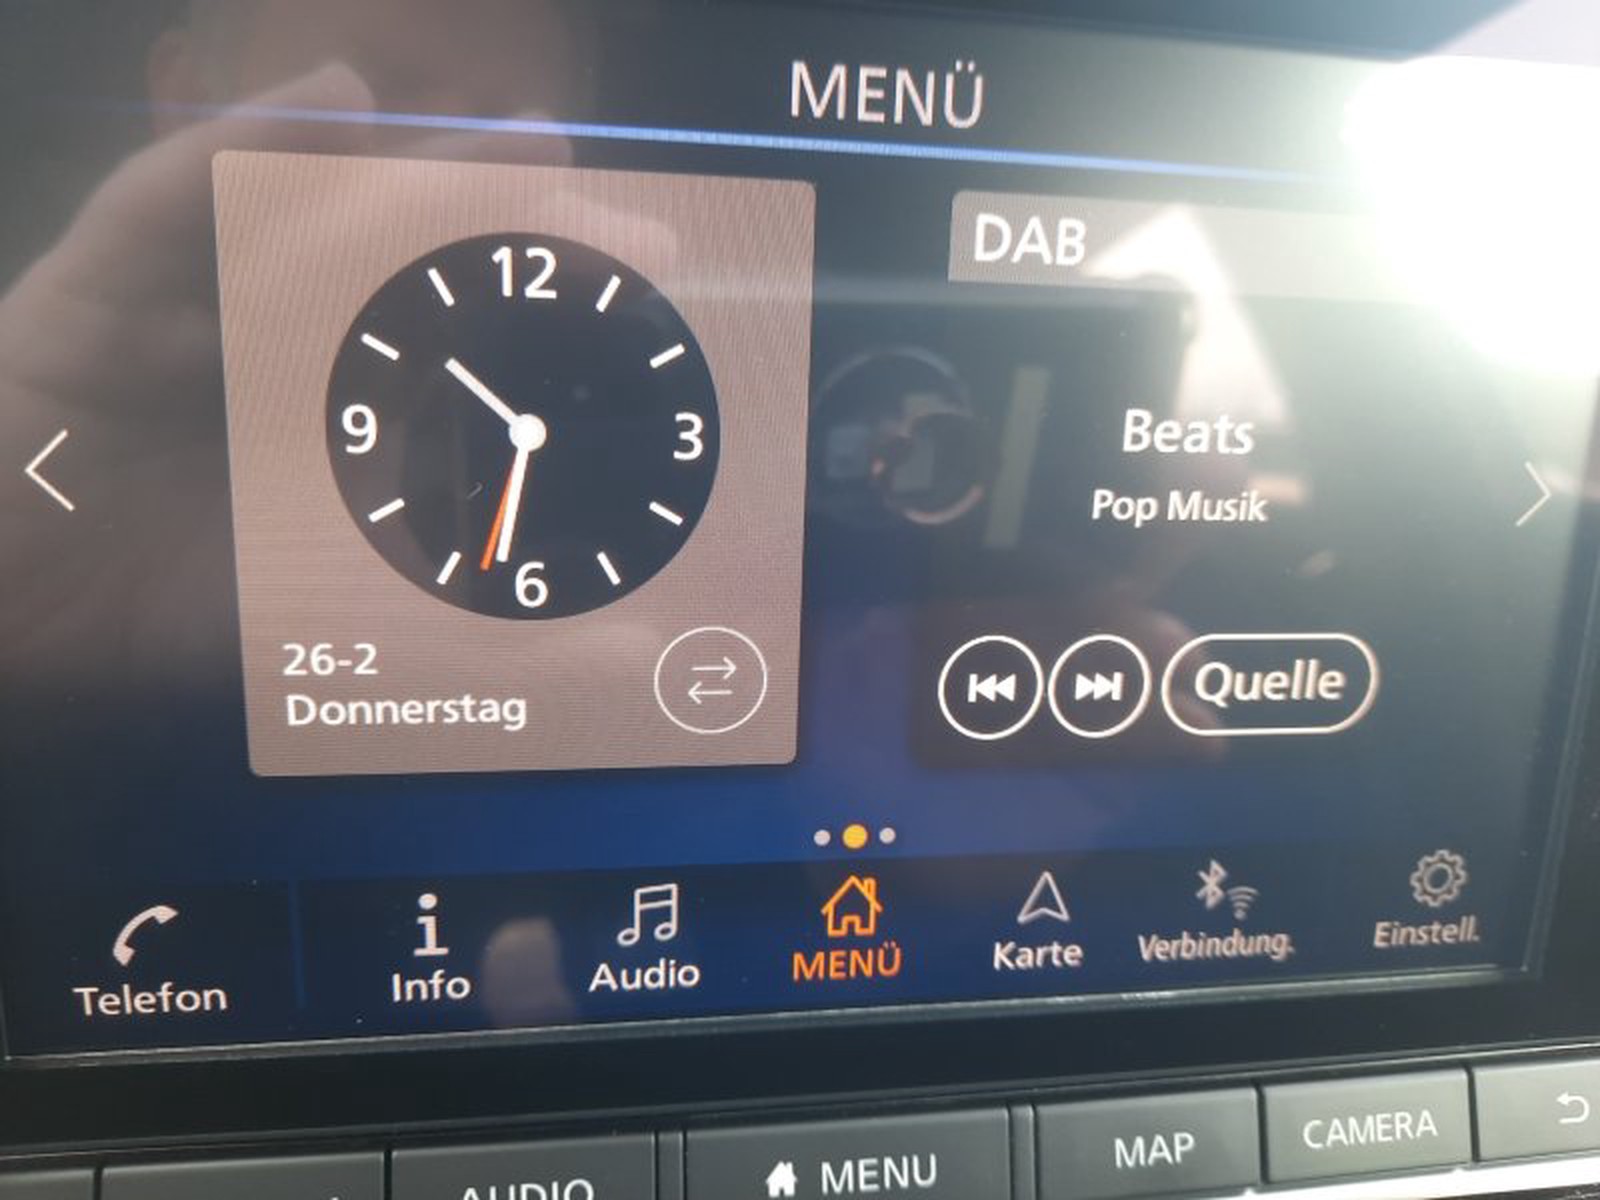 MENÜ
DAB
12
9
3
6
26-2
Donnerstag
Beats
Pop Musik
Quelle
Telefon
Info
Audio
MENÜ
Karte
Verbindung.
Einstell.
AUDIO
MENU
MAP
CAMERA